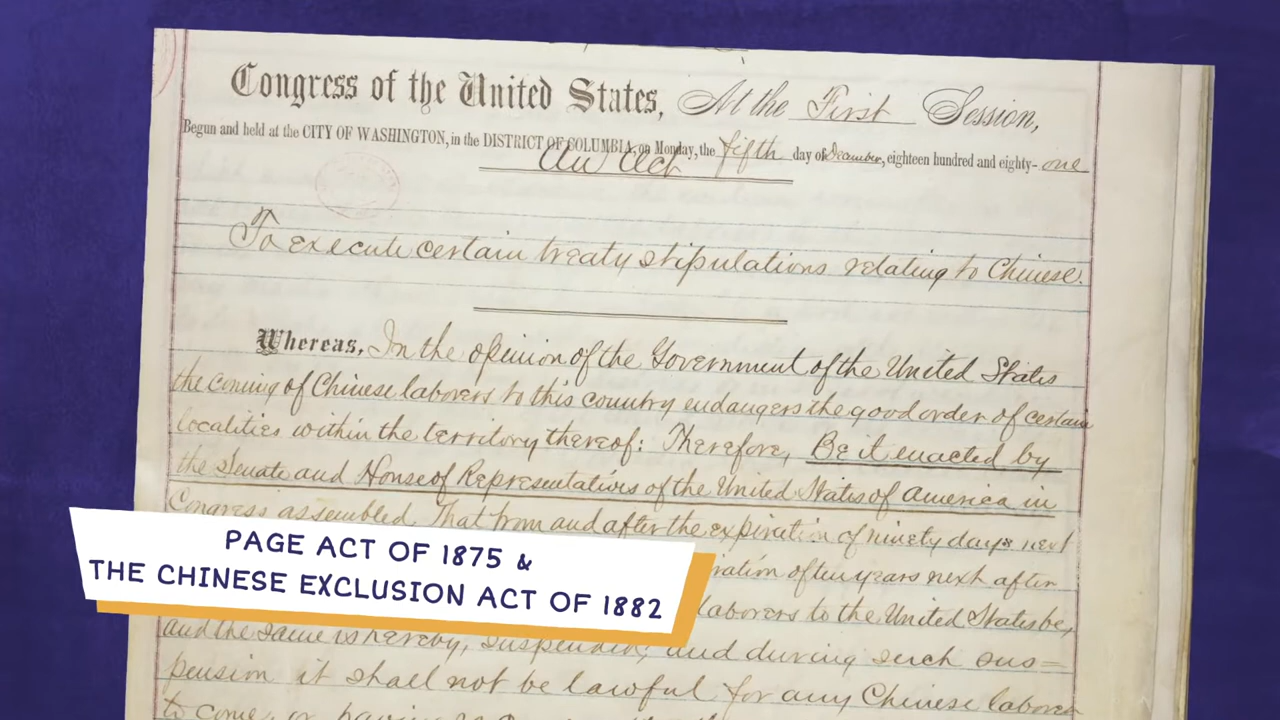 Congress of the United States, At the First Session,
Begun and held at the CITY OF WASHINGTON, in the DISTRICT OF COLUMBIA, on Monday, the fifth day of December, eighteen hundred and eighty-one
An Act
To execute certain treaty stipulations relating to Chinese.
Whereas, In the opinion of the Government of the United States
the coming of Chinese laborers to this country endangers the good order of certain
localities within the territory thereof: Therefore, Be it enacted by
the Senate and House of Representatives of the United States of America in
Congress assembled, That from and after the expiration of ninety days next
PAGE ACT OF 1875 &
THE CHINESE EXCLUSION ACT OF 1882
ration of ten years next after
laborers to the United States be,
and the same is hereby, suspended; and during such sus=
pension it shall not be lawful for any Chinese laborer
to come, or having